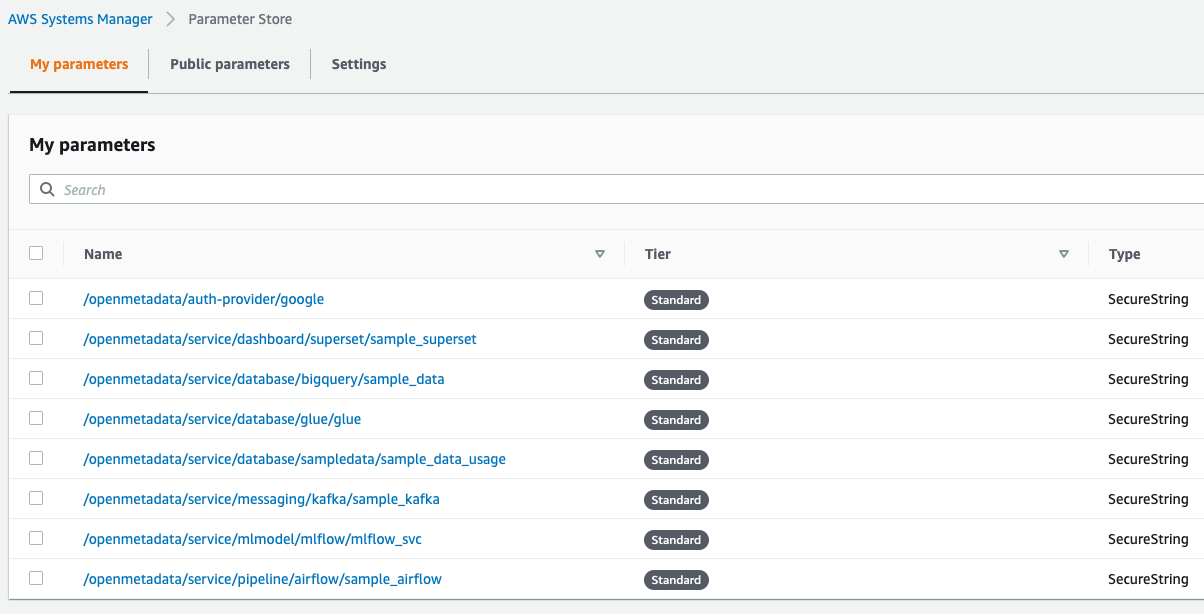 AWS Systems Manager > Parameter Store
My parameters Public parameters Settings
My parameters
Search
Name Tier Type
/openmetadata/auth-provider/google Standard SecureString
/openmetadata/service/dashboard/superset/sample_superset Standard SecureString
/openmetadata/service/database/bigquery/sample_data Standard SecureString
/openmetadata/service/database/glue/glue Standard SecureString
/openmetadata/service/database/sampledata/sample_data_usage Standard SecureString
/openmetadata/service/messaging/kafka/sample_kafka Standard SecureString
/openmetadata/service/mlmodel/mlflow/mlflow_svc Standard SecureString
/openmetadata/service/pipeline/airflow/sample_airflow Standard SecureString